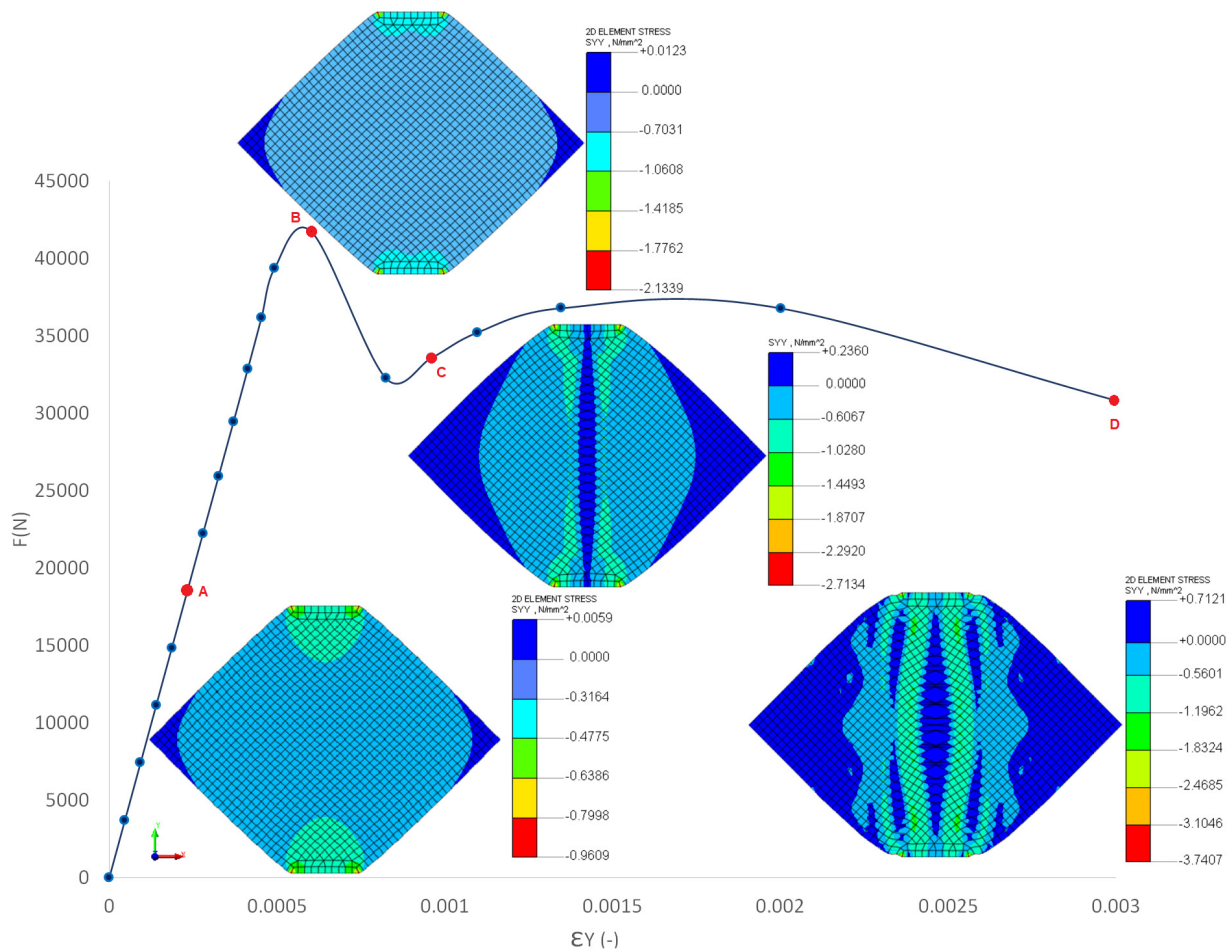 2D ELEMENT STRESS
SYY , N/mm^2
+0.0123
0.0000
-0.7031
-1.0608
-1.4185
-1.7762
-2.1339
45000
40000
35000
30000
25000
20000
15000
10000
5000
0
F(N)
B
C
D
A
SYY , N/mm^2
+0.2360
0.0000
-0.6067
-1.0280
-1.4493
-1.8707
-2.2920
-2.7134
2D ELEMENT STRESS
SYY , N/mm^2
+0.0059
0.0000
-0.3164
-0.4775
-0.6386
-0.7998
-0.9609
2D ELEMENT STRESS
SYY , N/mm^2
+0.7121
+0.0000
-0.5601
-1.1962
-1.8324
-2.4685
-3.1046
-3.7407
Y
X
0 0.0005 0.001 0.0015 0.002 0.0025 0.003
εY (-)